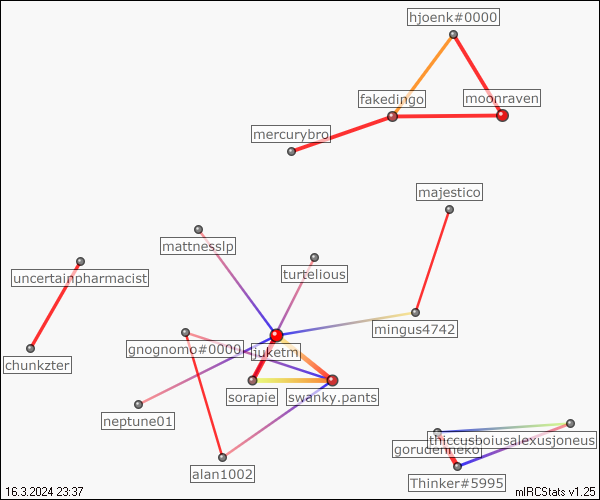 hjoenk#0000
fakedingo
moonraven
mercurybro
majestico
mattnesslp
turtelious
uncertainpharmacist
mingus4742
gnognomo#0000
juketm
chunkzter
sorapie
swanky.pants
neptune01
thiccusboiusalexusjoneus
alan1002
Thinker#5995
16.3.2024 23:37
mIRCStats v1.25